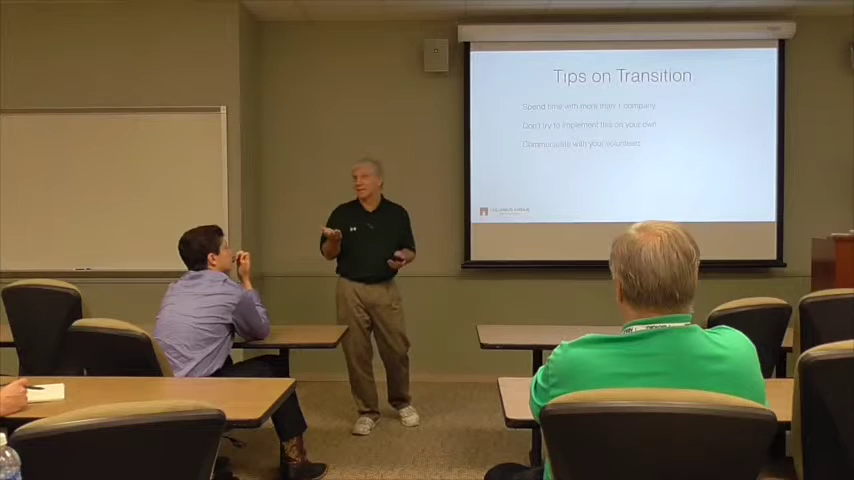 Tips on Transition
Spend time with more than 1 company
Don't try to implement this on your own
Communicate with your volunteers